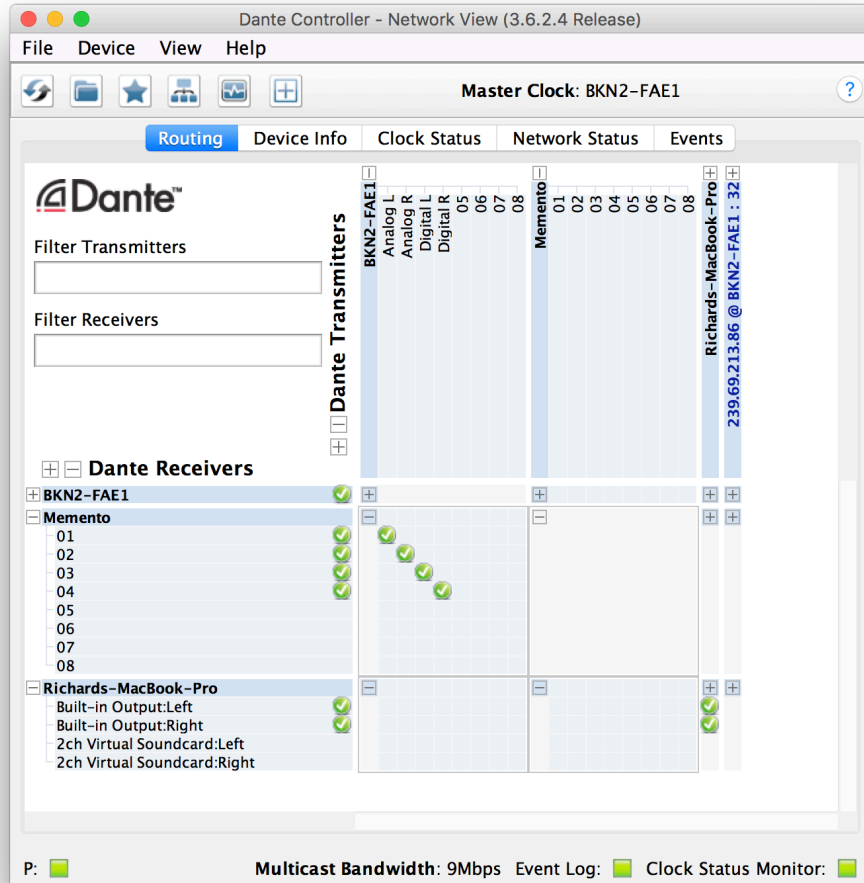 Dante Controller - Network View (3.6.2.4 Release)
File Device View Help
Master Clock: BKN2-FAE1
?
Routing Device Info Clock Status Network Status Events
Dante™
Filter Transmitters
Filter Receivers
Dante Transmitters
BKN2-FAE1
Analog L
Analog R
Digital L
Digital R
05
06
07
08
Memento
01
02
03
04
05
06
07
08
Richards-MacBook-Pro
239.69.213.86 @ BKN2-FAE1 : 32
Dante Receivers
BKN2-FAE1
Memento
01
02
03
04
05
06
07
08
Richards-MacBook-Pro
Built-in Output:Left
Built-in Output:Right
2ch Virtual Soundcard:Left
2ch Virtual Soundcard:Right
P: Multicast Bandwidth: 9Mbps Event Log: Clock Status Monitor: